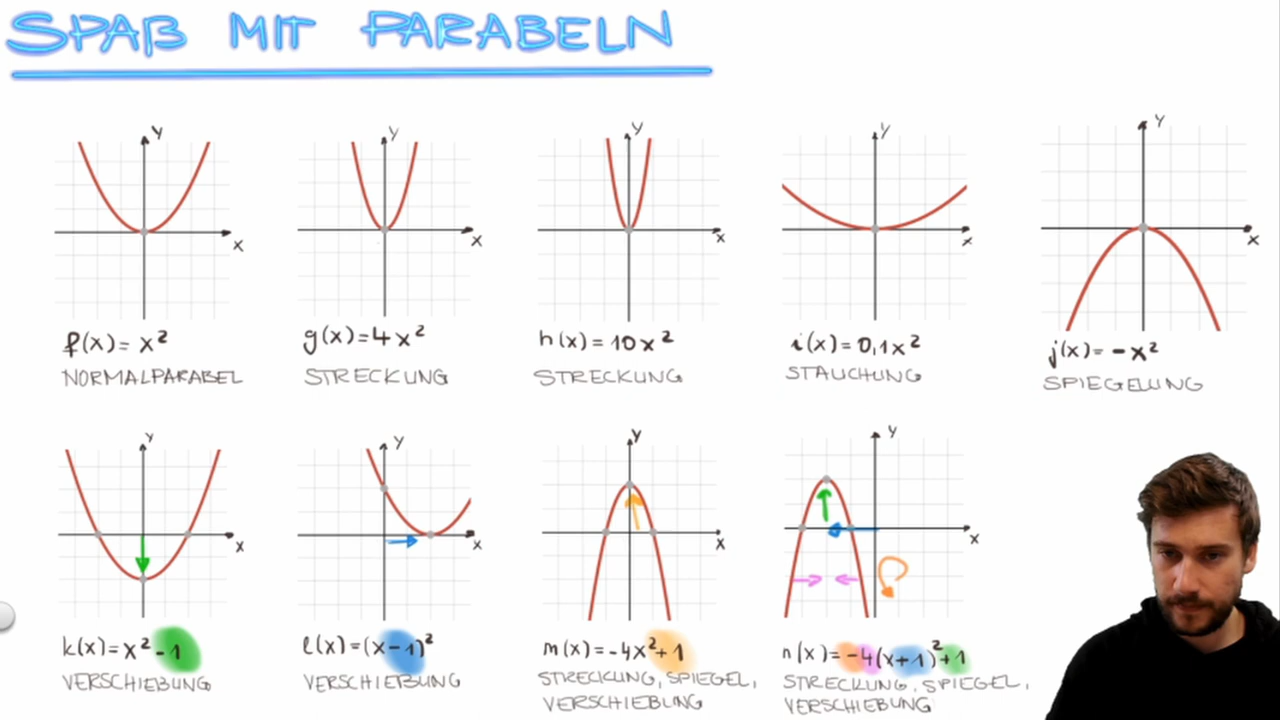 SPAß MIT PARABELN
y
x
f(x) = x²
NORMALPARABEL
y
x
g(x) = 4x²
STRECKUNG
y
x
h(x) = 10x²
STRECKUNG
y
x
i(x) = 0,1x²
STAUCHUNG
y
x
j(x) = -x²
SPIEGELUNG
y
x
k(x) = x² - 1
VERSCHIEBUNG
y
x
l(x) = (x-1)²
VERSCHIEBUNG
y
x
m(x) = -4x² + 1
STRECKUNG, SPIEGEL,
VERSCHIEBUNG
y
x
n(x) = -4(x+1)² + 1
STRECKUNG, SPIEGEL,
VERSCHIEBUNG